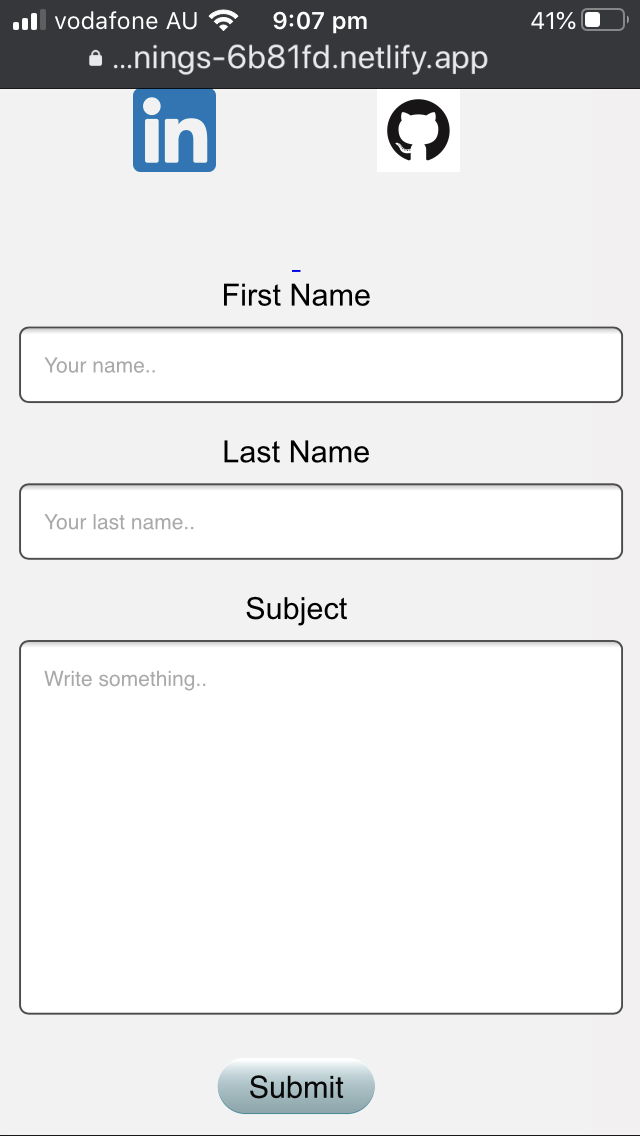 vodafone AU 9:07 pm 41%
...nings-6b81fd.netlify.app
in
First Name
Your name..
Last Name
Your last name..
Subject
Write something..
Submit